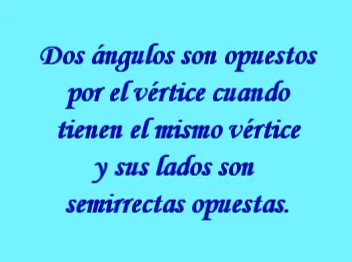 Dos ángulos son opuestos
por el vértice cuando
tienen el mismo vértice
y sus lados son
semirrectas opuestas.